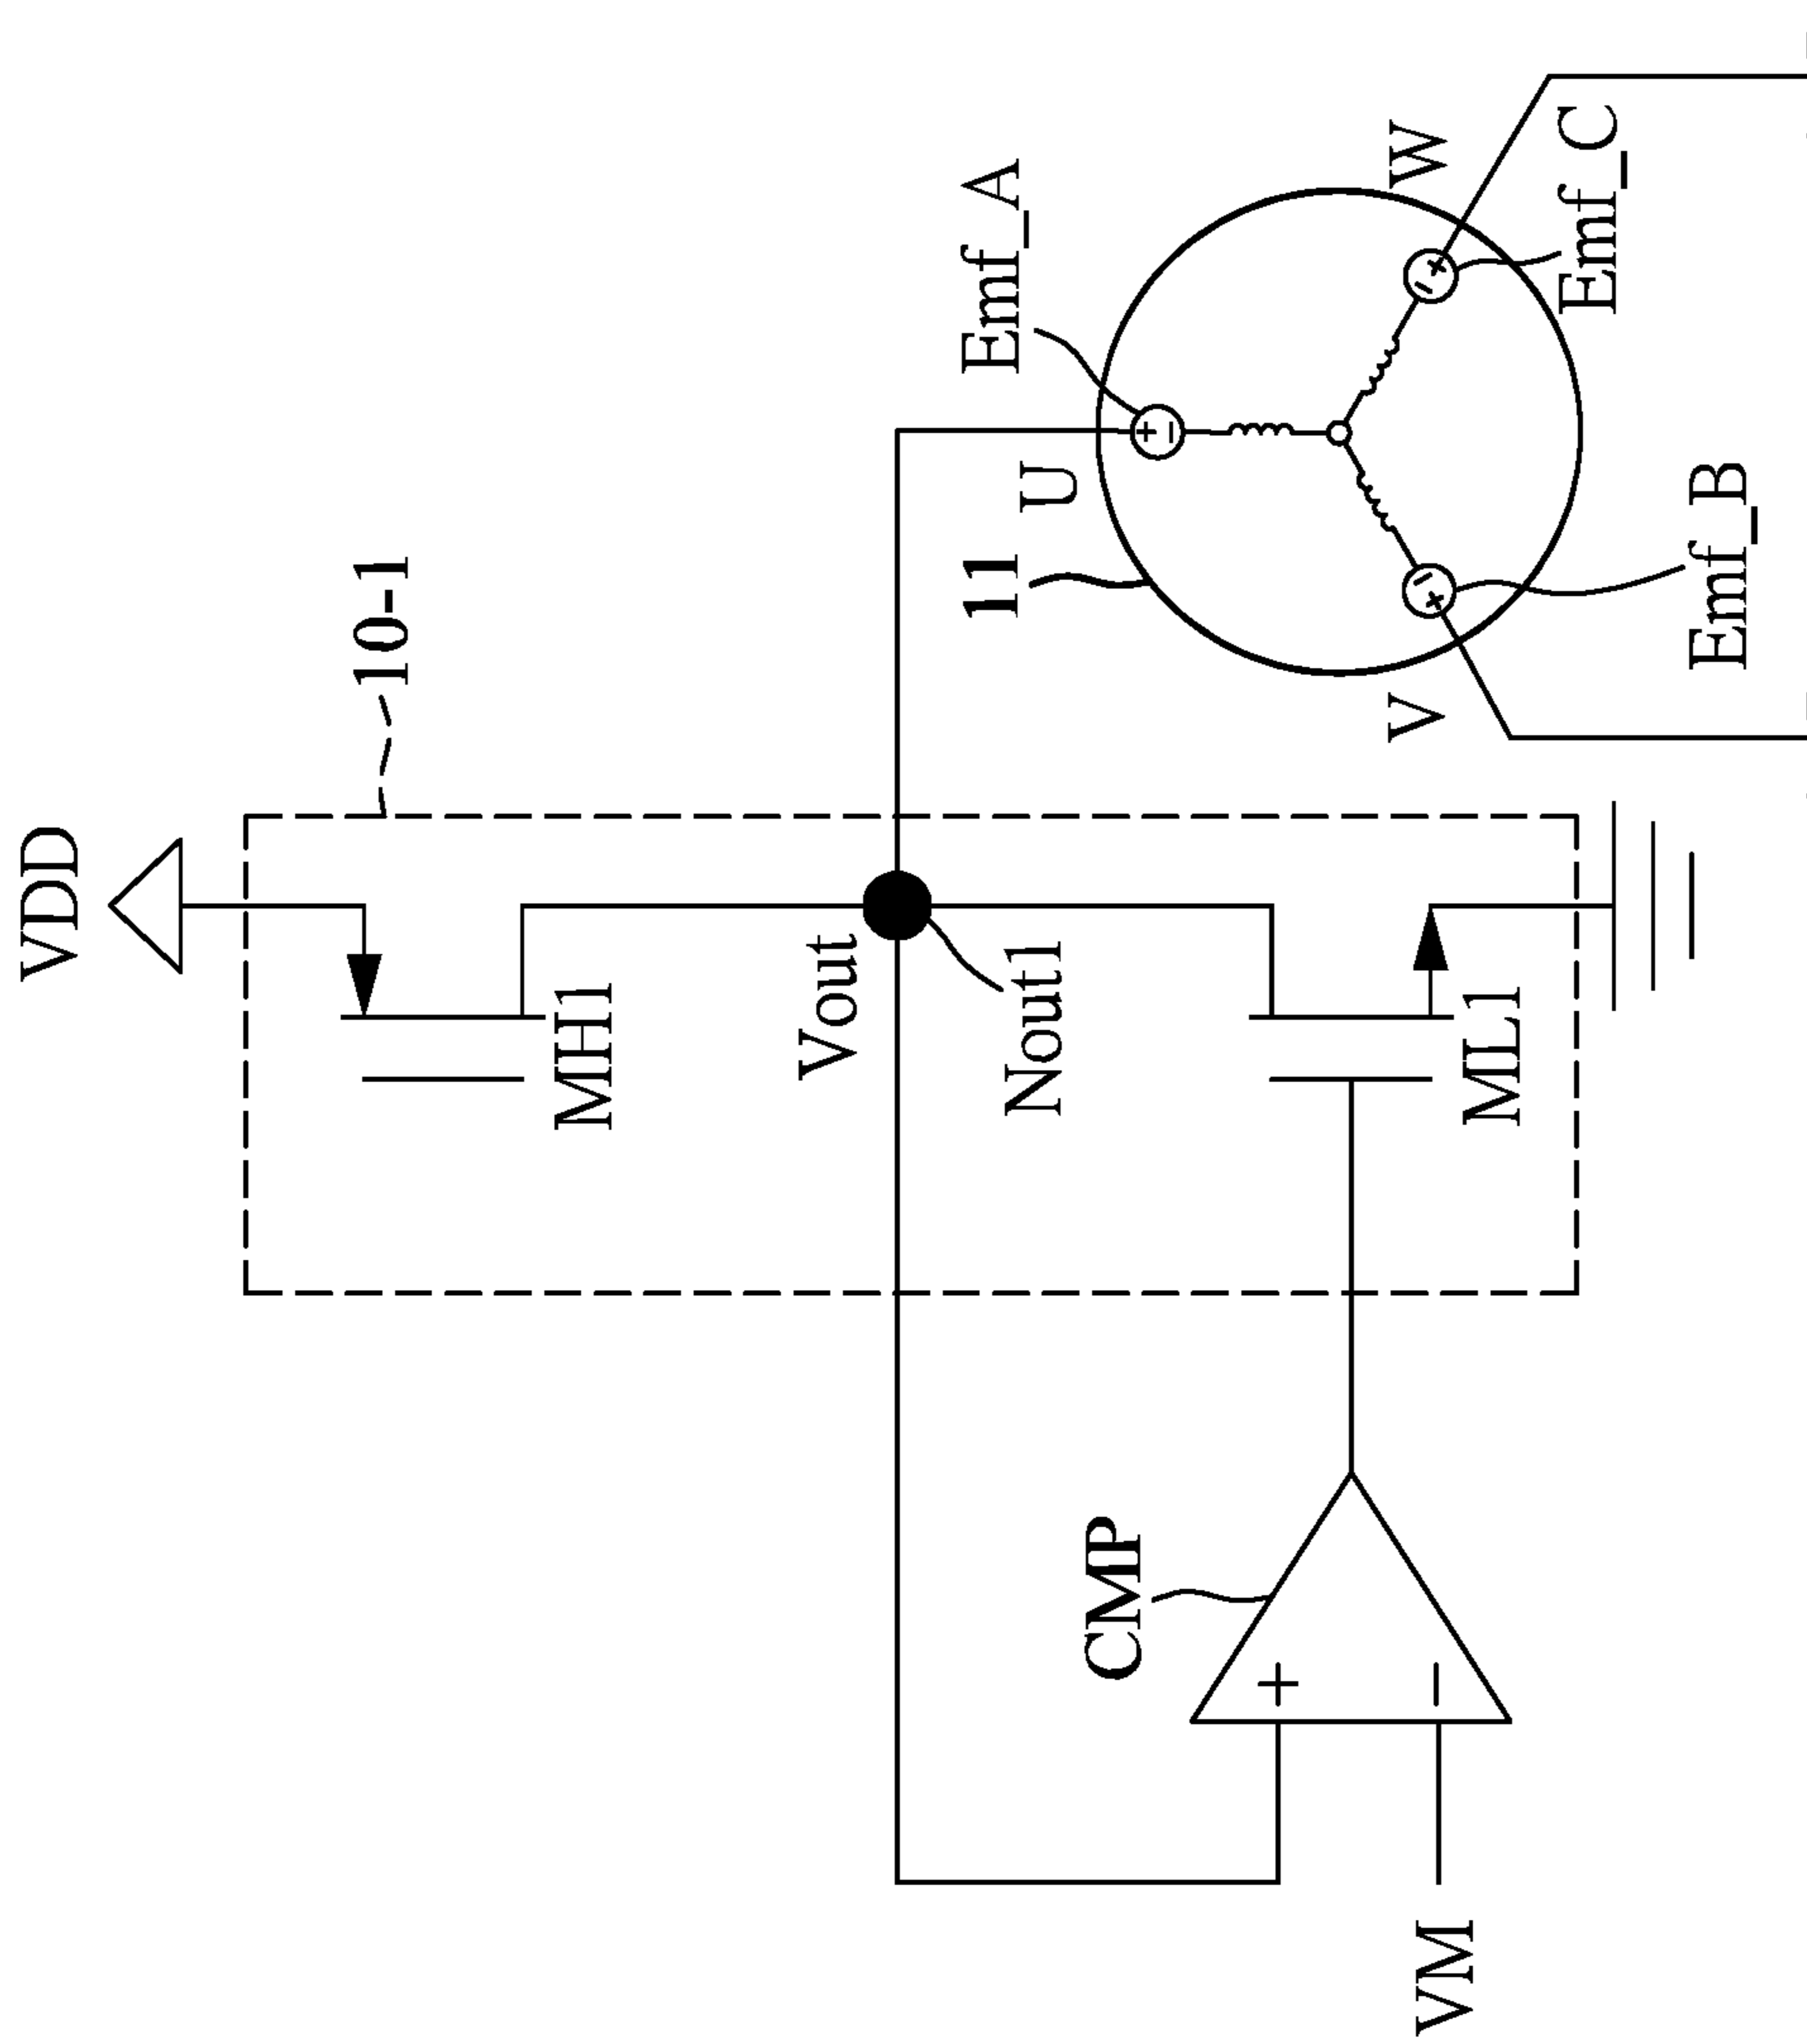 VDD
10-1
MH1
Vout
Nout1
ML1
CMP
+
−
VM
11
U
V
W
Emf_A
+
−
Emf_B
+
−
Emf_C
+
−